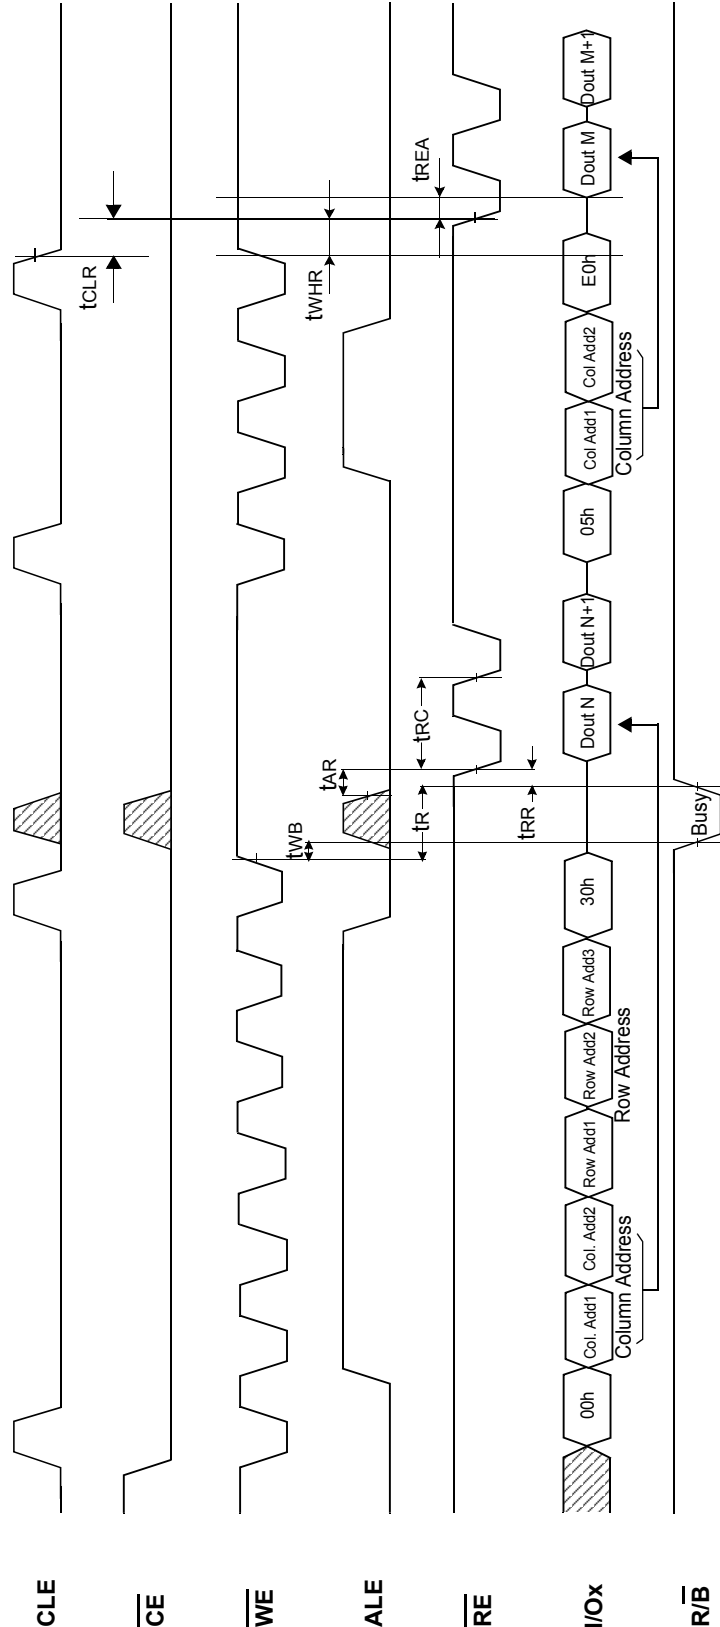 CLE
tCLR
CE
WE
tWB
tWHR
ALE
tAR
tR
tRC
tREA
RE
tRR
I/Ox
00h
Col. Add1
Col. Add2
Row Add1
Row Add2
Row Add3
30h
Dout N
Dout N+1
05h
Col Add1
Col Add2
E0h
Dout M
Dout M+1
Column Address
Row Address
Column Address
R/B
Busy